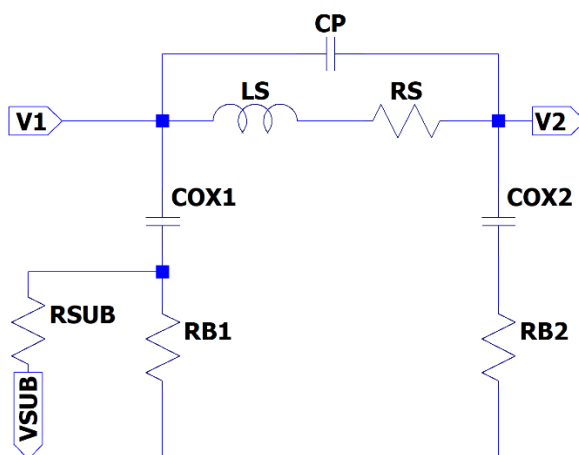 CP
LS
RS
V1
V2
COX1
COX2
RSUB
RB1
RB2
VSUB